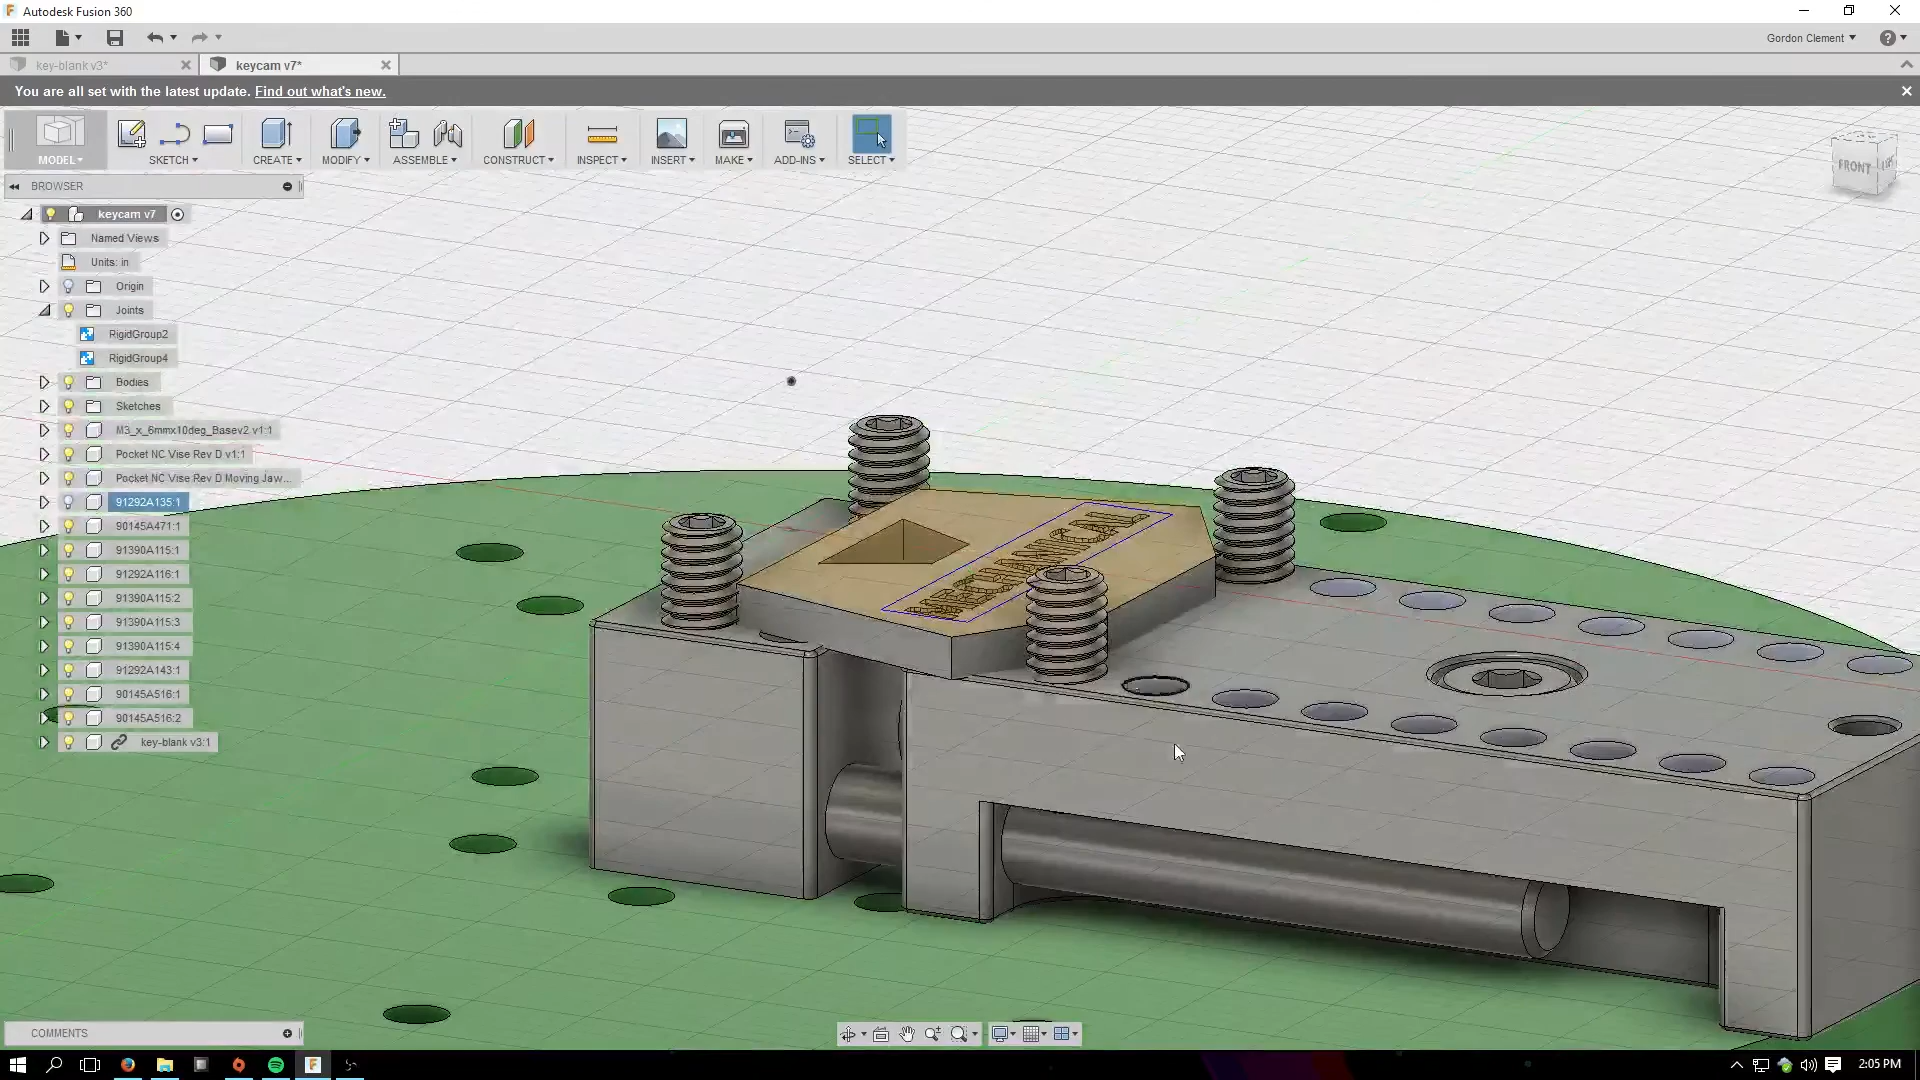 Autodesk Fusion 360
Gordon Clement
key-blank v3*
keycam v7*
You are all set with the latest update. Find out what's new.
MODEL
SKETCH
CREATE
MODIFY
ASSEMBLE
CONSTRUCT
INSPECT
INSERT
MAKE
ADD-INS
SELECT
FRONT
BROWSER
keycam v7
Named Views
Units: in
Origin
Joints
RigidGroup2
RigidGroup4
Bodies
Sketches
M3_x_6mmx10deg_Basev2 v1:1
Pocket NC Vise Rev D v1:1
Pocket NC Vise Rev D Moving Jaw...
91292A135:1
90145A471:1
91390A115:1
91292A116:1
91390A115:2
91390A115:3
91390A115:4
91292A143:1
90145A516:1
90145A516:2
key-blank v3:1
COMMENTS
2:05 PM